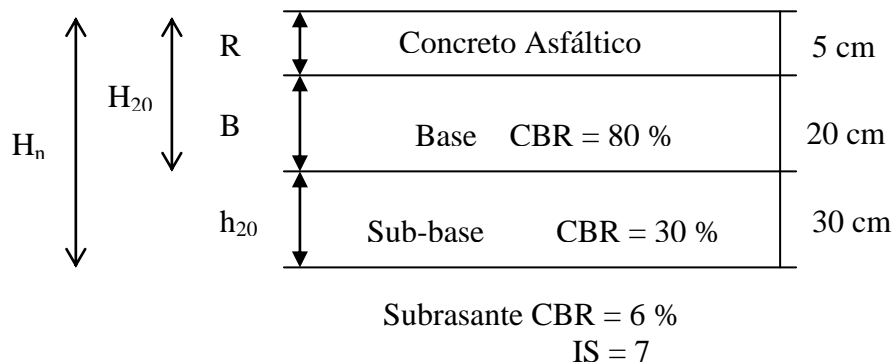 R Concreto Asfáltico 5 cm
H20
B Base CBR = 80 % 20 cm
Hn
h20 Sub-base CBR = 30 % 30 cm
Subrasante CBR = 6 %
IS = 7